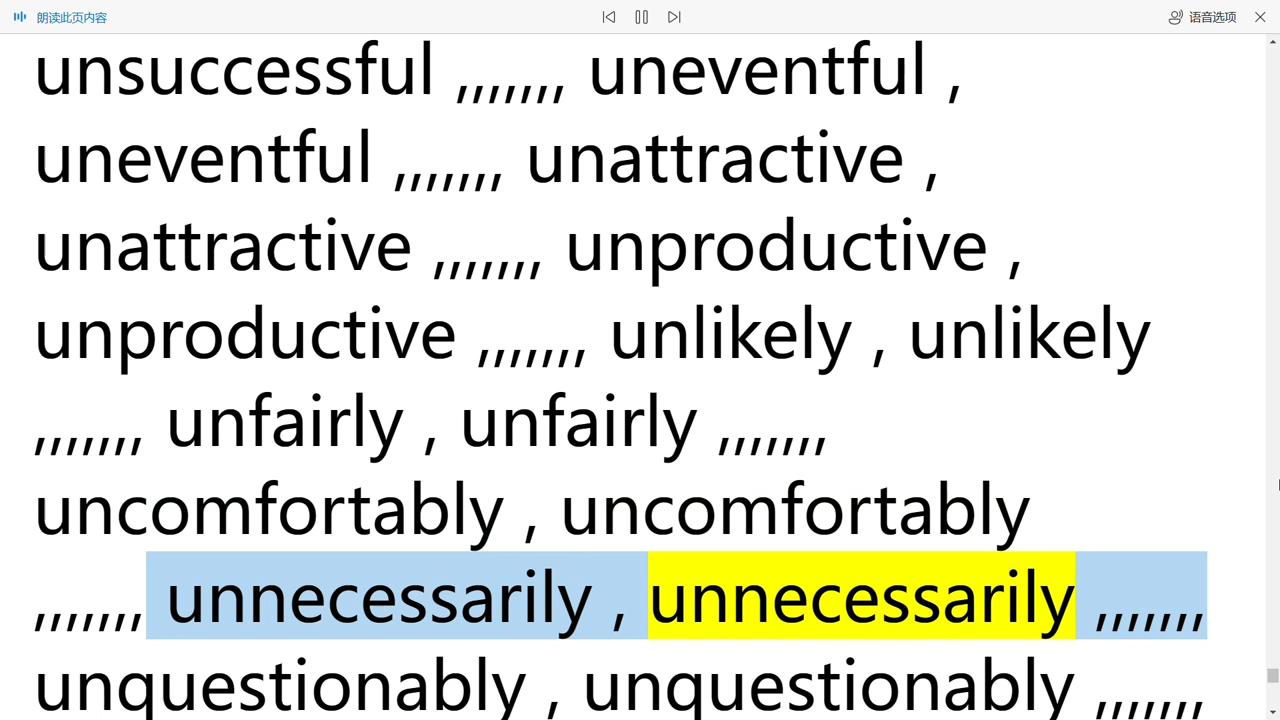 朗读此页内容
语音选项
unsuccessful ,,,,,,, uneventful ,
uneventful ,,,,,,, unattractive ,
unattractive ,,,,,,, unproductive ,
unproductive ,,,,,,, unlikely , unlikely
,,,,,,, unfairly , unfairly ,,,,,,,
uncomfortably , uncomfortably
,,,,,,, unnecessarily , unnecessarily ,,,,,,,
unquestionably , unquestionably ,,,,,,,